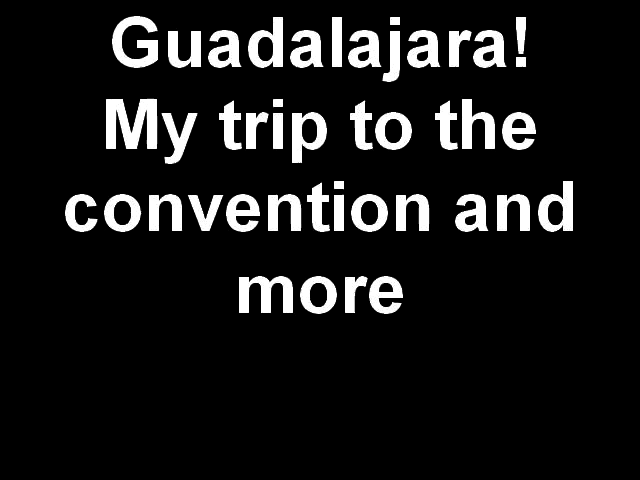 Guadalajara!
My trip to the
convention and
more